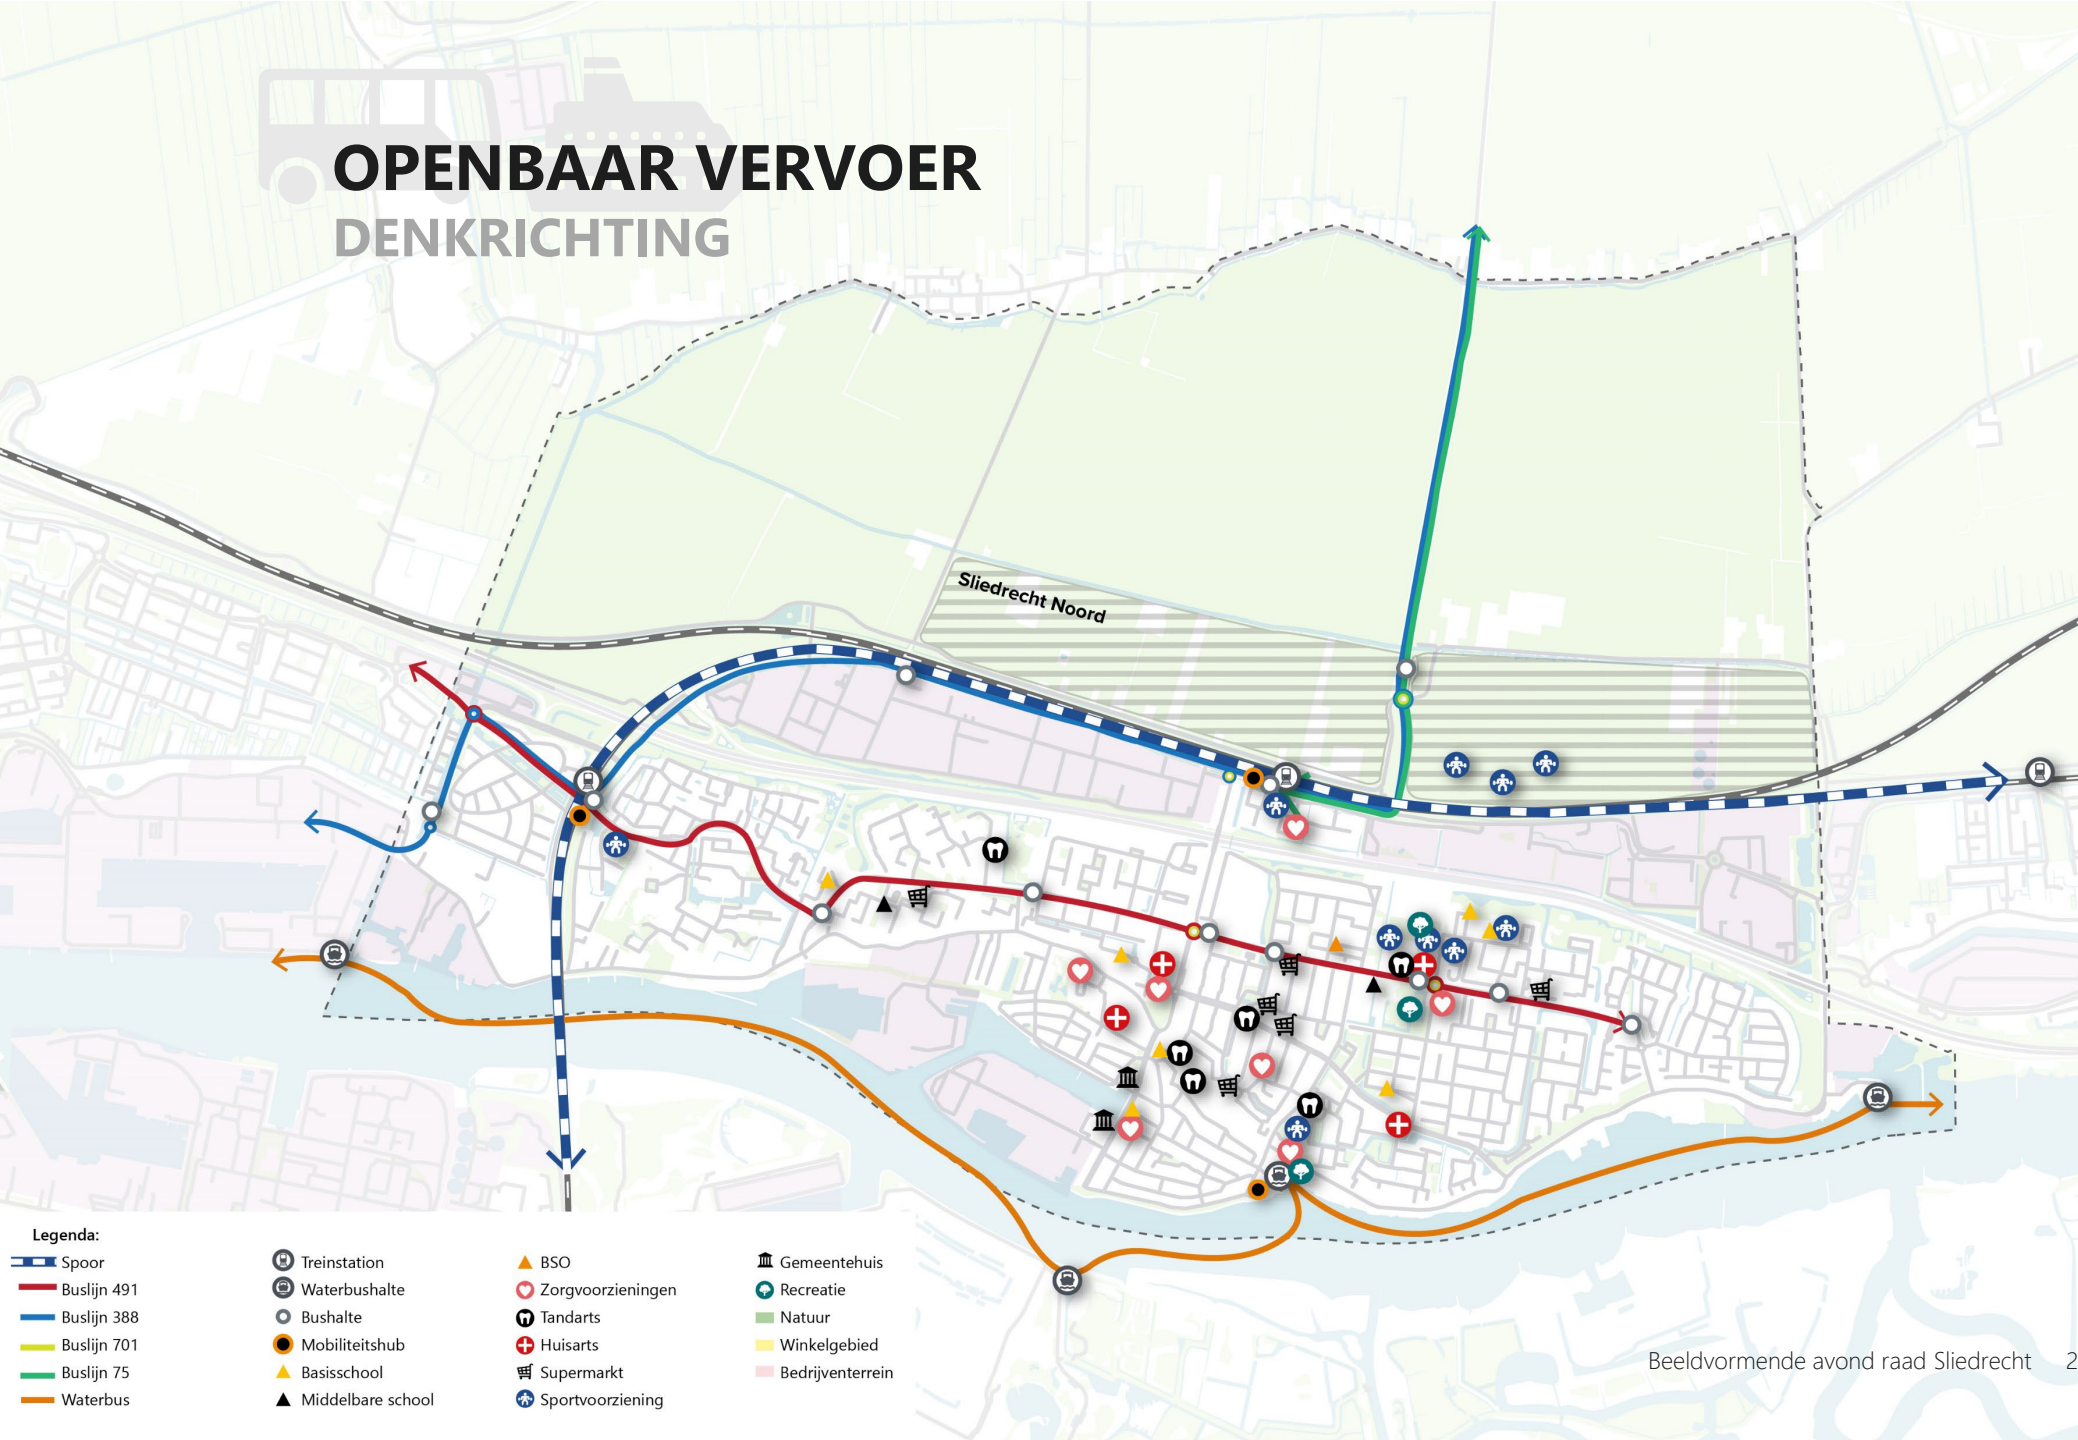 OPENBAAR VERVOER
DENKRICHTING
Sliedrecht Noord
Legenda:
Spoor
Buslijn 491
Buslijn 388
Buslijn 701
Buslijn 75
Waterbus
Treinstation
Waterbushalte
Bushalte
Mobiliteitshub
Basisschool
Middelbare school
BSO
Zorgvoorzieningen
Tandarts
Huisarts
Supermarkt
Sportvoorziening
Gemeentehuis
Recreatie
Natuur
Winkelgebied
Bedrijventerrein
Beeldvormende avond raad Sliedrecht 2